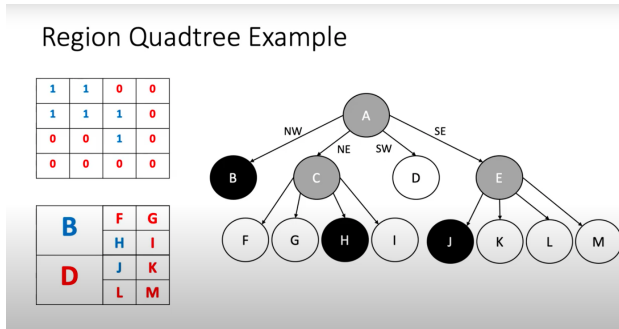 Region Quadtree Example
1 1 0 0
1 1 1 0
0 0 1 0
0 0 0 0
A
NW NE SW SE
B C D E
F G H I J K L M
B F G
H I
D J K
L M